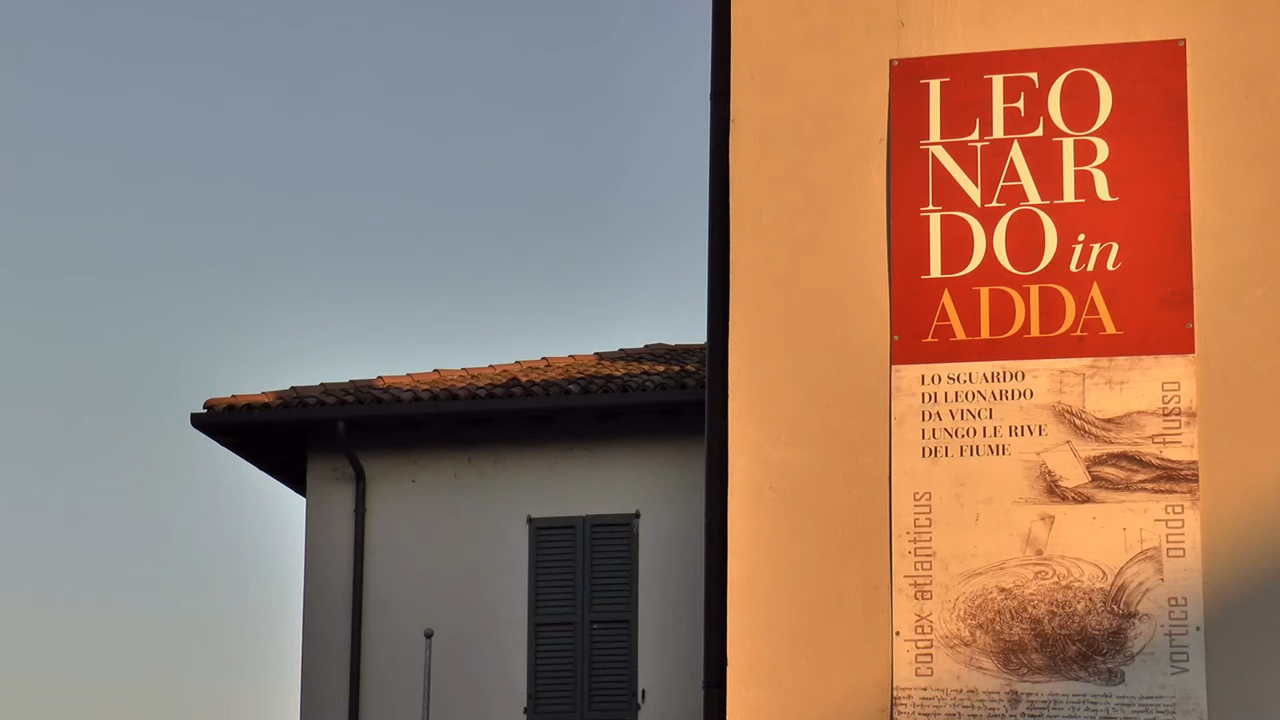 LEO
NAR
DO in
ADDA
LO SGUARDO
DI LEONARDO
DA VINCI
LUNGO LE RIVE
DEL FIUME
codex atlanticus
vortice onda flusso